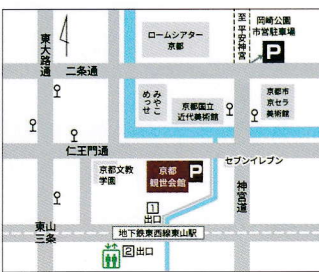 東大路通
二条通
ロームシアター
京都
至平安神宮
岡崎公園
市営駐車場
P
みやこ
めっせ
京都国立
近代美術館
京都市
京セラ
美術館
仁王門通
セブンイレブン
京都文教
学園
京都
観世会館
P
神宮道
1
出口
東山
三条
地下鉄東西線東山駅
2 出口